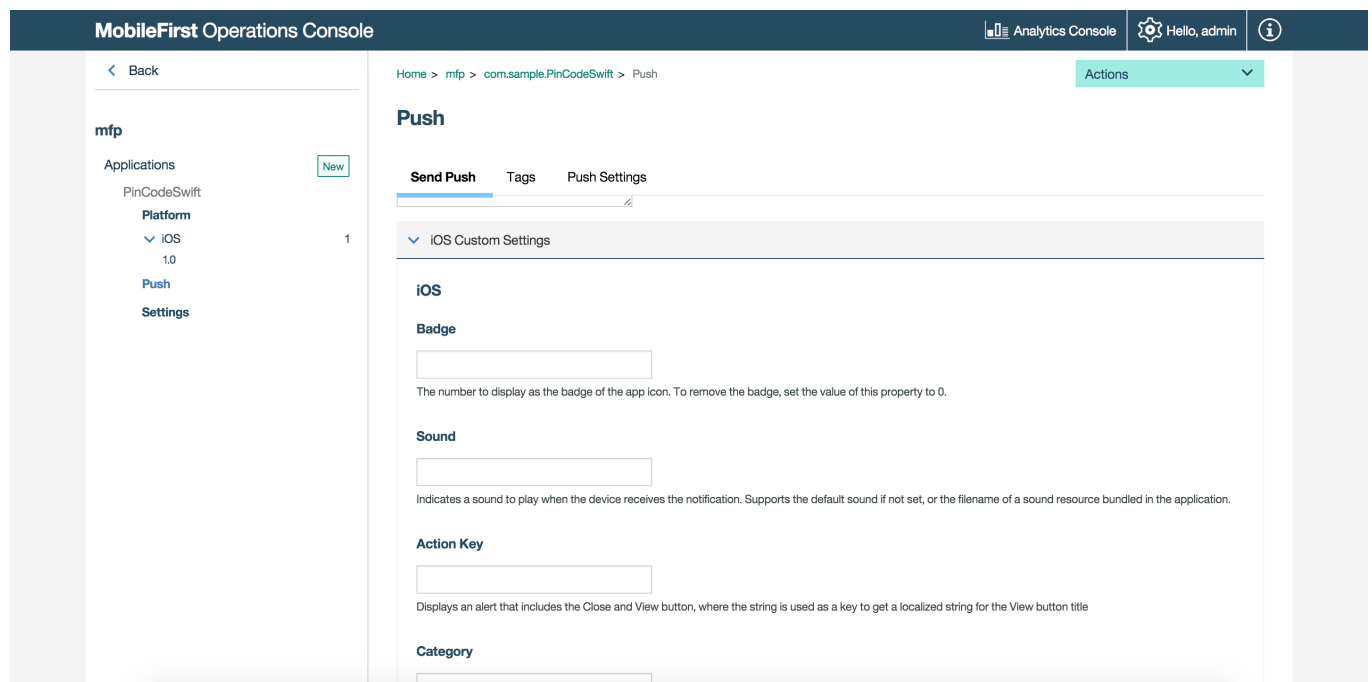 MobileFirst Operations Console
Analytics Console
Hello, admin
Back
mfp
Applications
New
PinCodeSwift
Platform
iOS
1
1.0
Push
Settings
Home > mfp > com.sample.PinCodeSwift > Push
Actions
Push
Send Push
Tags
Push Settings
iOS Custom Settings
iOS
Badge
The number to display as the badge of the app icon. To remove the badge, set the value of this property to 0.
Sound
Indicates a sound to play when the device receives the notification. Supports the default sound if not set, or the filename of a sound resource bundled in the application.
Action Key
Displays an alert that includes the Close and View button, where the string is used as a key to get a localized string for the View button title
Category